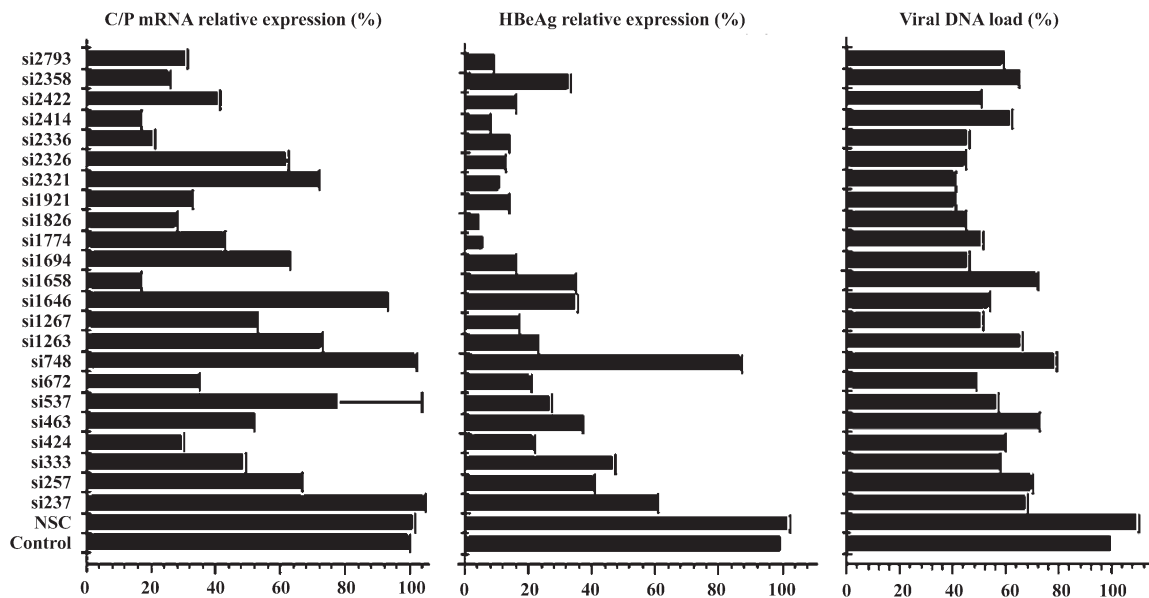 C/P mRNA relative expression (%) HBeAg relative expression (%) Viral DNA load (%)
si2793
si2358
si2422
si2414
si2336
si2326
si2321
si1921
si1826
si1774
si1694
si1658
si1646
si1267
si1263
si748
si672
si537
si463
si424
si333
si257
si237
NSC
Control
0 20 40 60 80 100 0 20 40 60 80 100 0 20 40 60 80 100